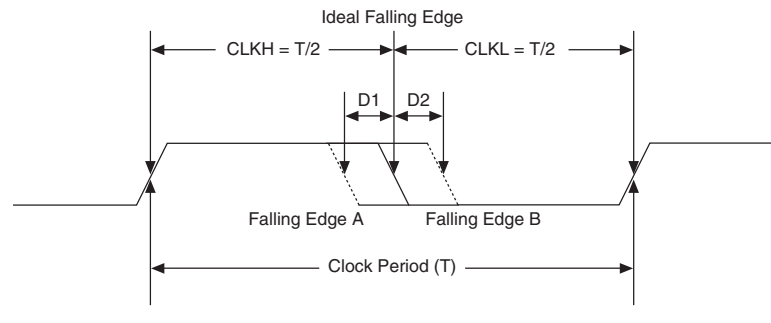 Ideal Falling Edge
CLKH = T/2
CLKL = T/2
D1
D2
Falling Edge A
Falling Edge B
Clock Period (T)